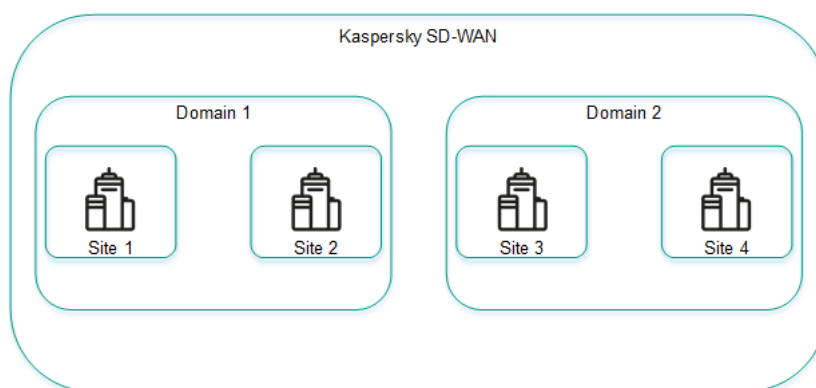 Kaspersky SD-WAN
Domain 1
Domain 2
Site 1
Site 2
Site 3
Site 4